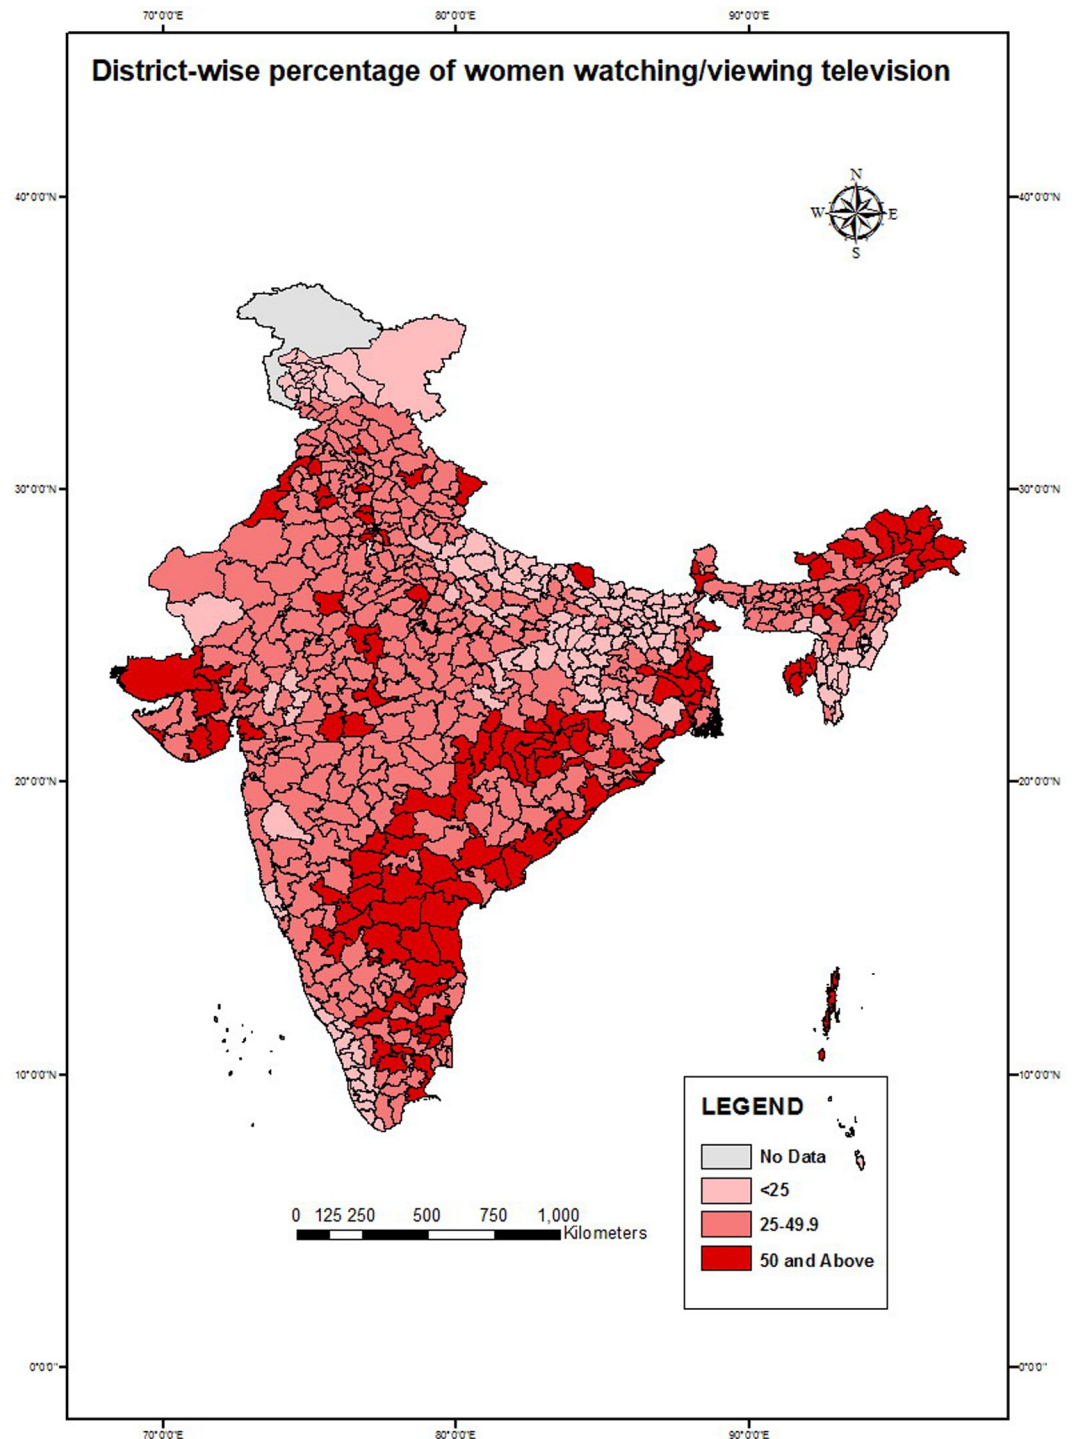 70°0'0"E 80°0'0"E 90°0'0"E
District-wise percentage of women watching/viewing television
N
W E
S
40°0'0"N 40°0'0"N
30°0'0"N 30°0'0"N
20°0'0"N 20°0'0"N
10°0'0"N 10°0'0"N
LEGEND
No Data
<25
25-49.9
50 and Above
0 125 250 500 750 1,000
Kilometers
0°0'0" 0°0'0"
70°0'0"E 80°0'0"E 90°0'0"E